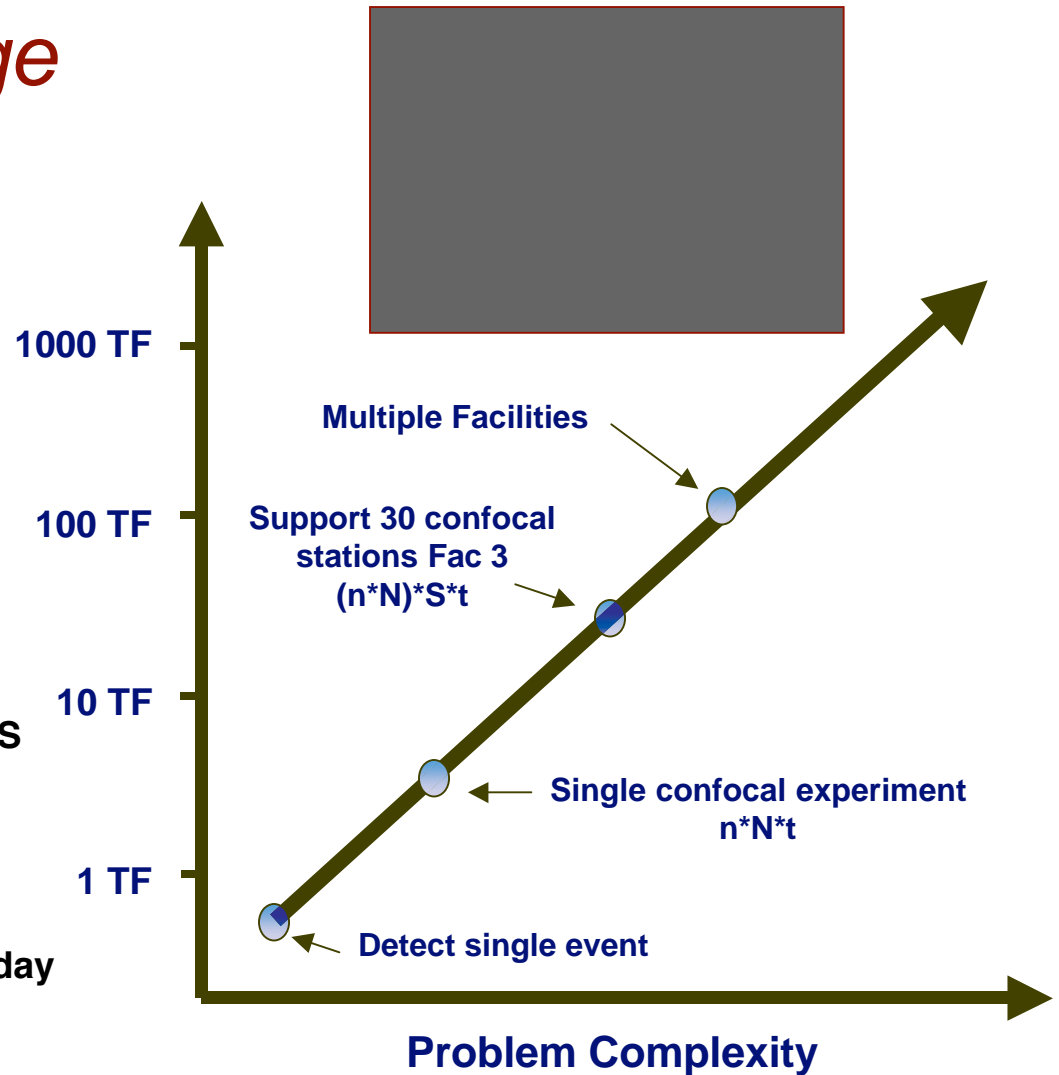 ge
1000 TF
Multiple Facilities
100 TF
Support 30 confocal
stations Fac 3
(n*N)*S*t
10 TF
s
Single confocal experiment
n*N*t
1 TF
Detect single event
day
Problem Complexity